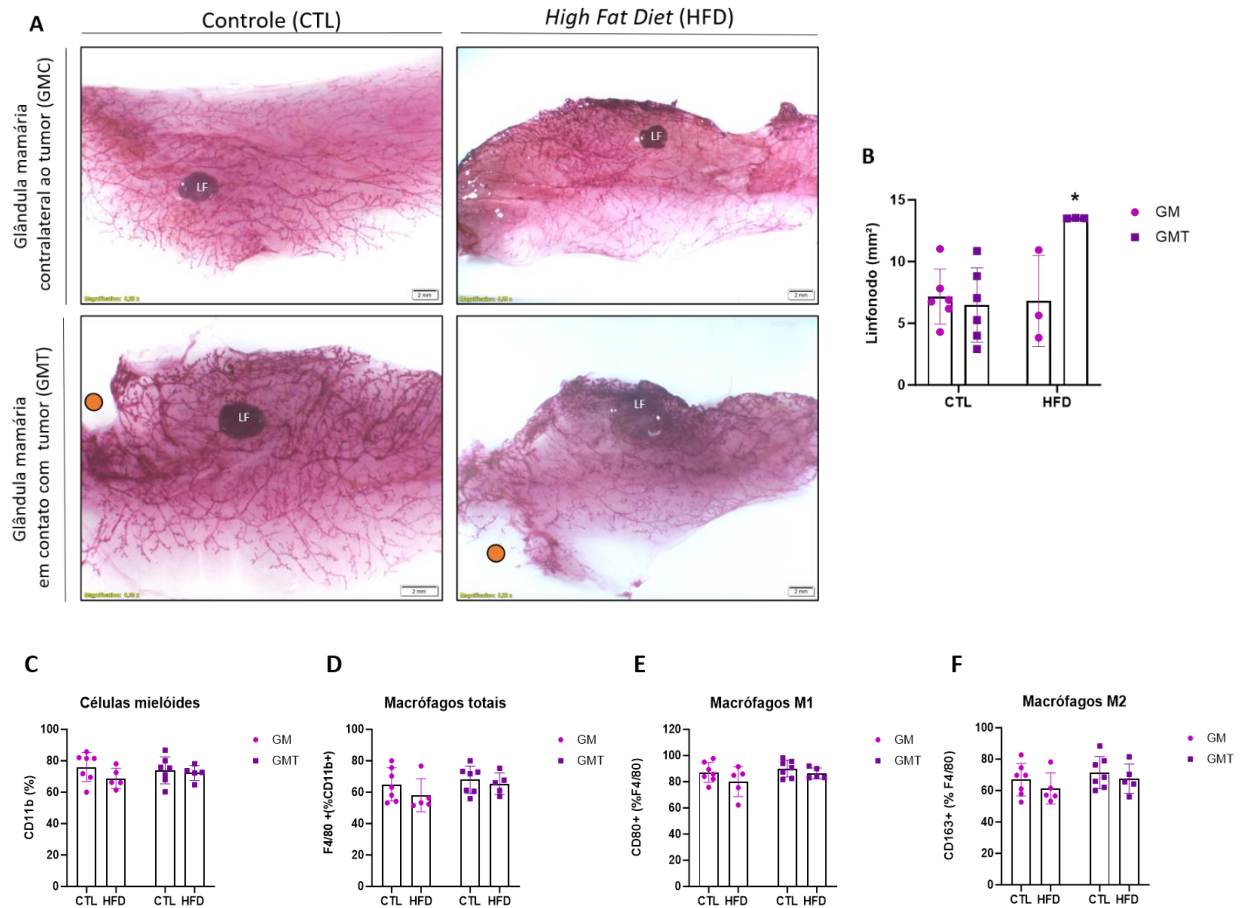 A
Controle (CTL)
High Fat Diet (HFD)
Glândula mamária
contralateral ao tumor (GMC)
LF
2 mm
LF
2 mm
Glândula mamária
em contato com tumor (GMT)
LF
2 mm
LF
2 mm
B
Linfonodo (mm²)
15
10
5
0
*
CTL
HFD
GM
GMT
C
Células mielóides
CD11b (%)
100
80
60
40
20
0
CTL HFD CTL HFD
GM
GMT
D
Macrófagos totais
F4/80 +(%CD11b+)
100
80
60
40
20
0
CTL HFD CTL HFD
GM
GMT
E
Macrófagos M1
CD80+ (%F4/80)
120
100
80
60
40
20
0
CTL HFD CTL HFD
GM
GMT
F
Macrófagos M2
CD163+ (% F4/80)
100
80
60
40
20
0
CTL HFD CTL HFD
GM
GMT